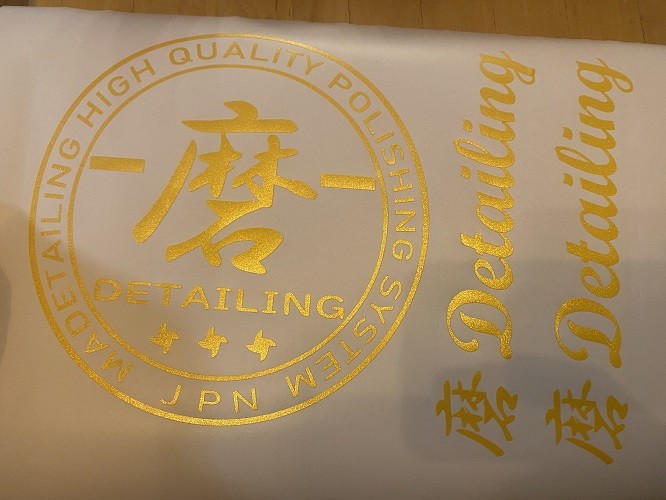 MADETAILING HIGH QUALITY POLISHING SYSTEM
磨
DETAILING
JPN
磨 Detailing
磨 Detailing